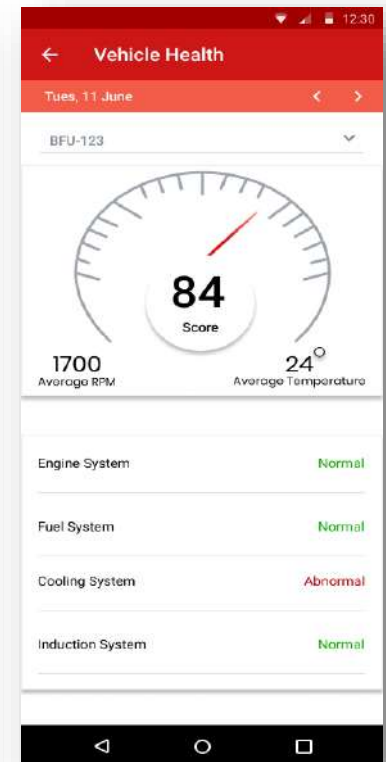 12:30
Vehicle Health
Tues, 11 June
BFU-123
84
Score
1700
Average RPM
24°
Average Temperature
Engine System Normal
Fuel System Normal
Cooling System Abnormal
Induction System Normal